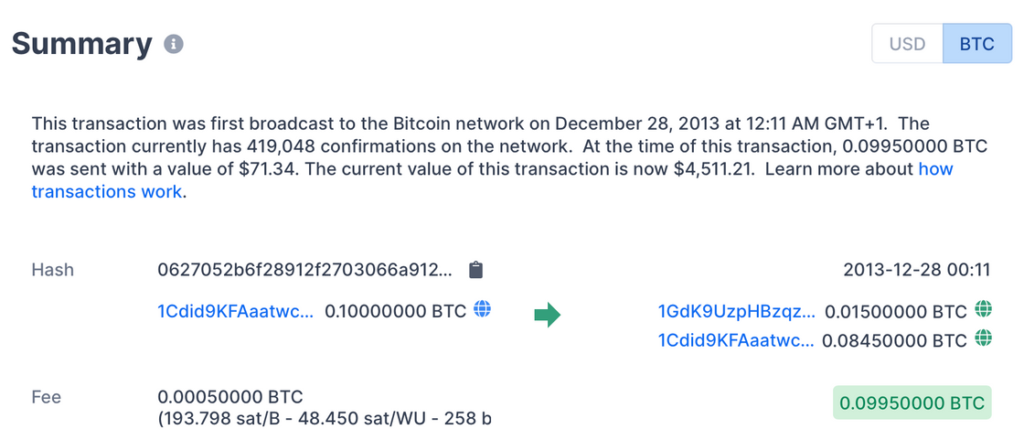 Summary
USD BTC
This transaction was first broadcast to the Bitcoin network on December 28, 2013 at 12:11 AM GMT+1. The
transaction currently has 419,048 confirmations on the network. At the time of this transaction, 0.09950000 BTC
was sent with a value of $71.34. The current value of this transaction is now $4,511.21. Learn more about how
transactions work.
Hash 0627052b6f28912f2703066a912... 2013-12-28 00:11
1Cdid9KFAaatwc... 0.10000000 BTC 1GdK9UzpHBzqz... 0.01500000 BTC
1Cdid9KFAaatwc... 0.08450000 BTC
Fee 0.00050000 BTC 0.09950000 BTC
(193.798 sat/B - 48.450 sat/WU - 258 b